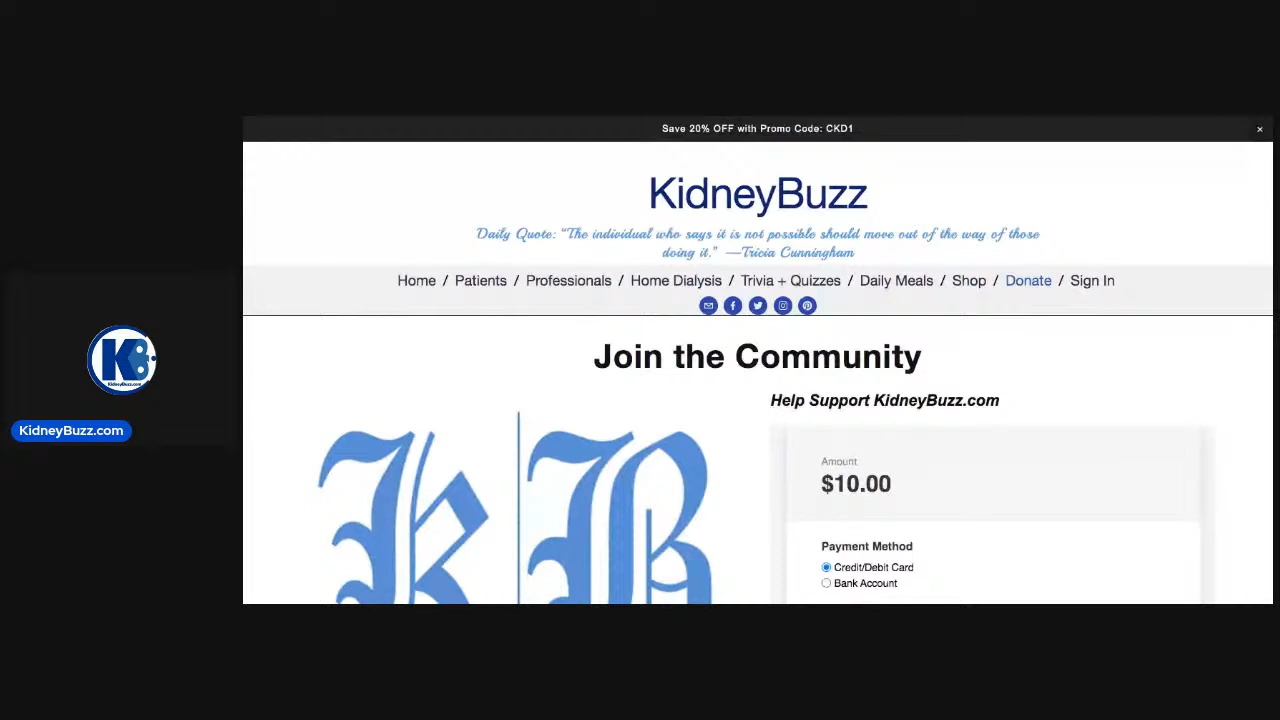 Save 20% OFF with Promo Code: CKD1
×
KidneyBuzz
Daily Quote: “The individual who says it is not possible should move out of the way of those
doing it.” —Tricia Cunningham
Home / Patients / Professionals / Home Dialysis / Trivia + Quizzes / Daily Meals / Shop / Donate / Sign In
Join the Community
Help Support KidneyBuzz.com
K B
Amount
$10.00
Payment Method
Credit/Debit Card
Bank Account
K
KidneyBuzz.com
KidneyBuzz.com